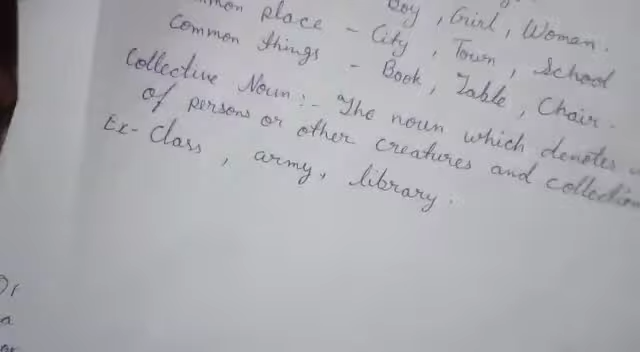 Boy, Girl, Woman.
place - City, Town, School
Common things - Book, Table, Chair.
Collective Noun :- The noun which denotes
of persons or other creatures and collection
Ex- Class, army, library.